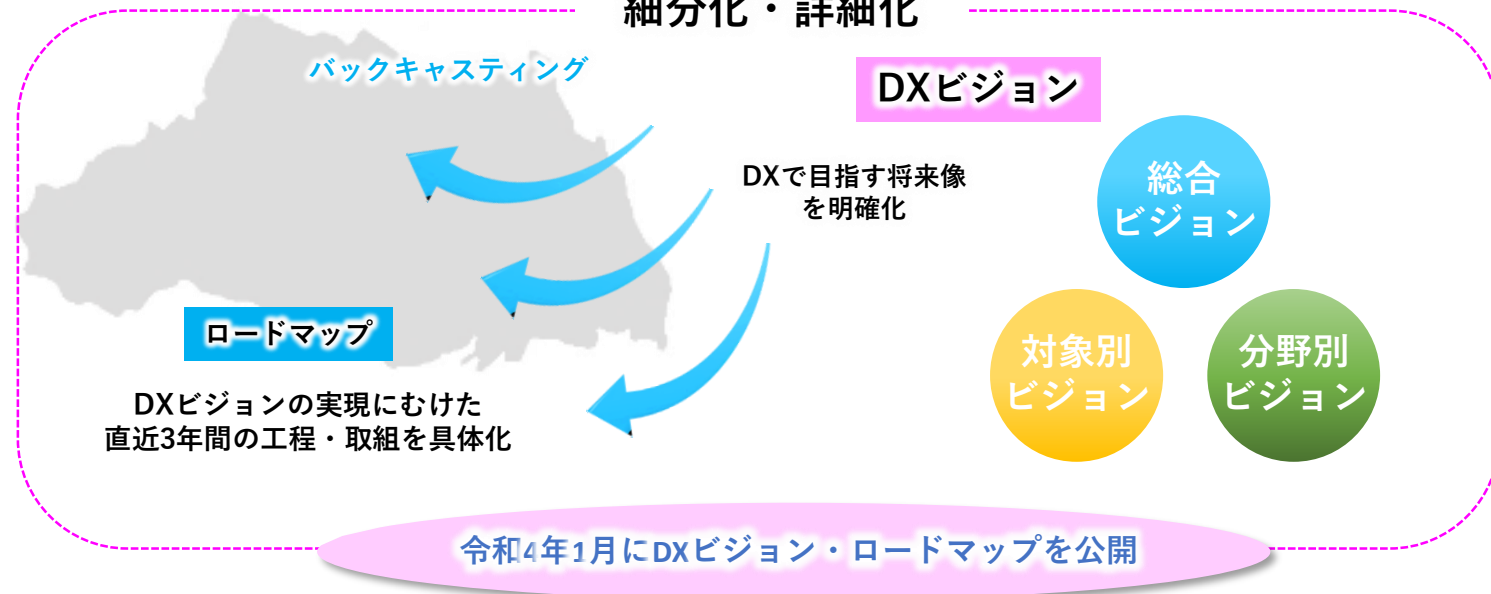 細分化・詳細化
バックキャスティング
DXビジョン
DXで目指す将来像
を明確化
総合
ビジョン
対象別
ビジョン
分野別
ビジョン
ロードマップ
DXビジョンの実現にむけた
直近3年間の工程・取組を具体化
令和4年1月にDXビジョン・ロードマップを公開